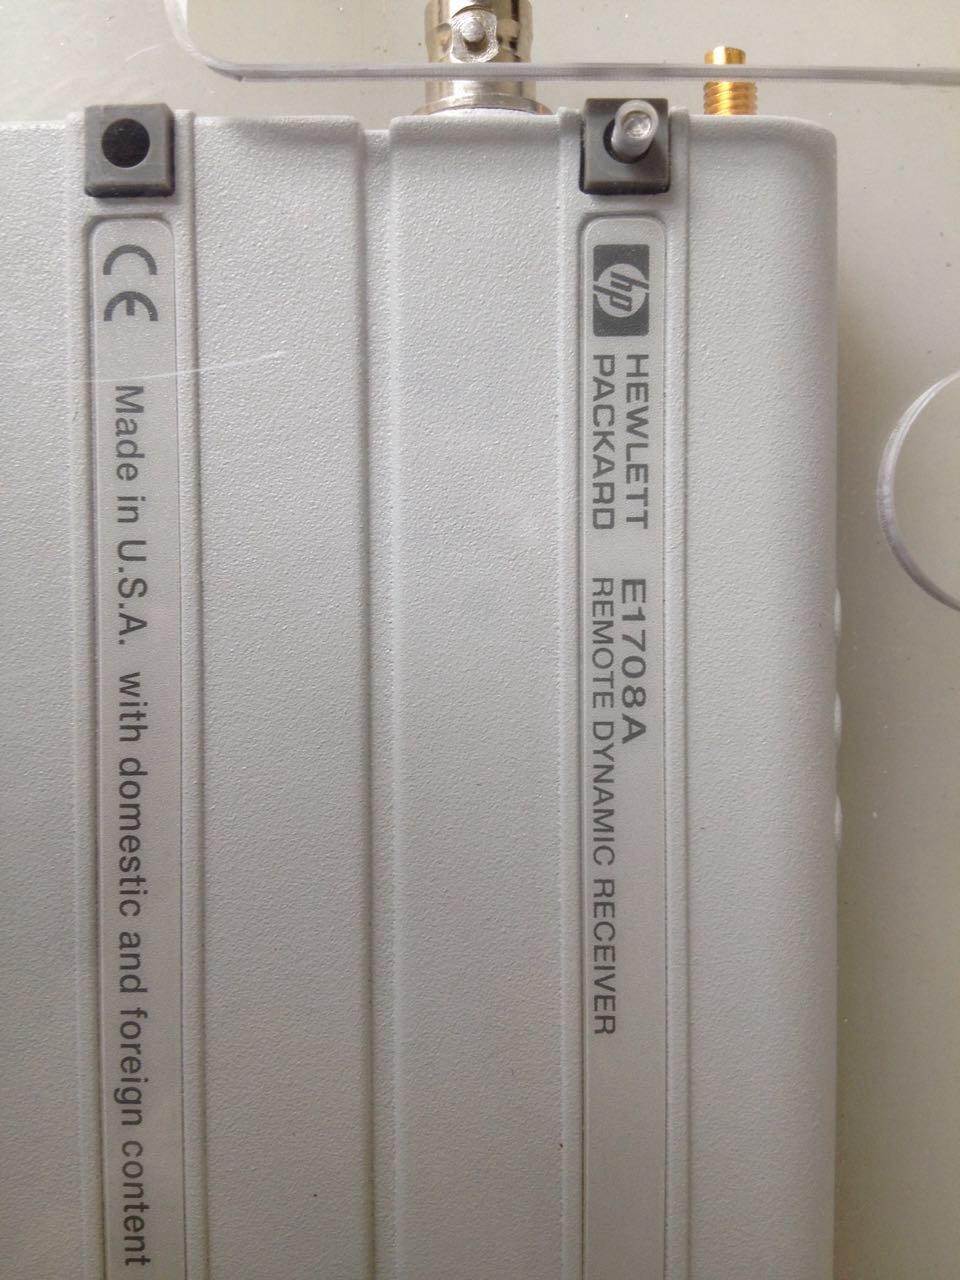 hp
HEWLETT
PACKARD
E1708A
REMOTE DYNAMIC RECEIVER
CE
Made in U.S.A. with domestic and foreign content